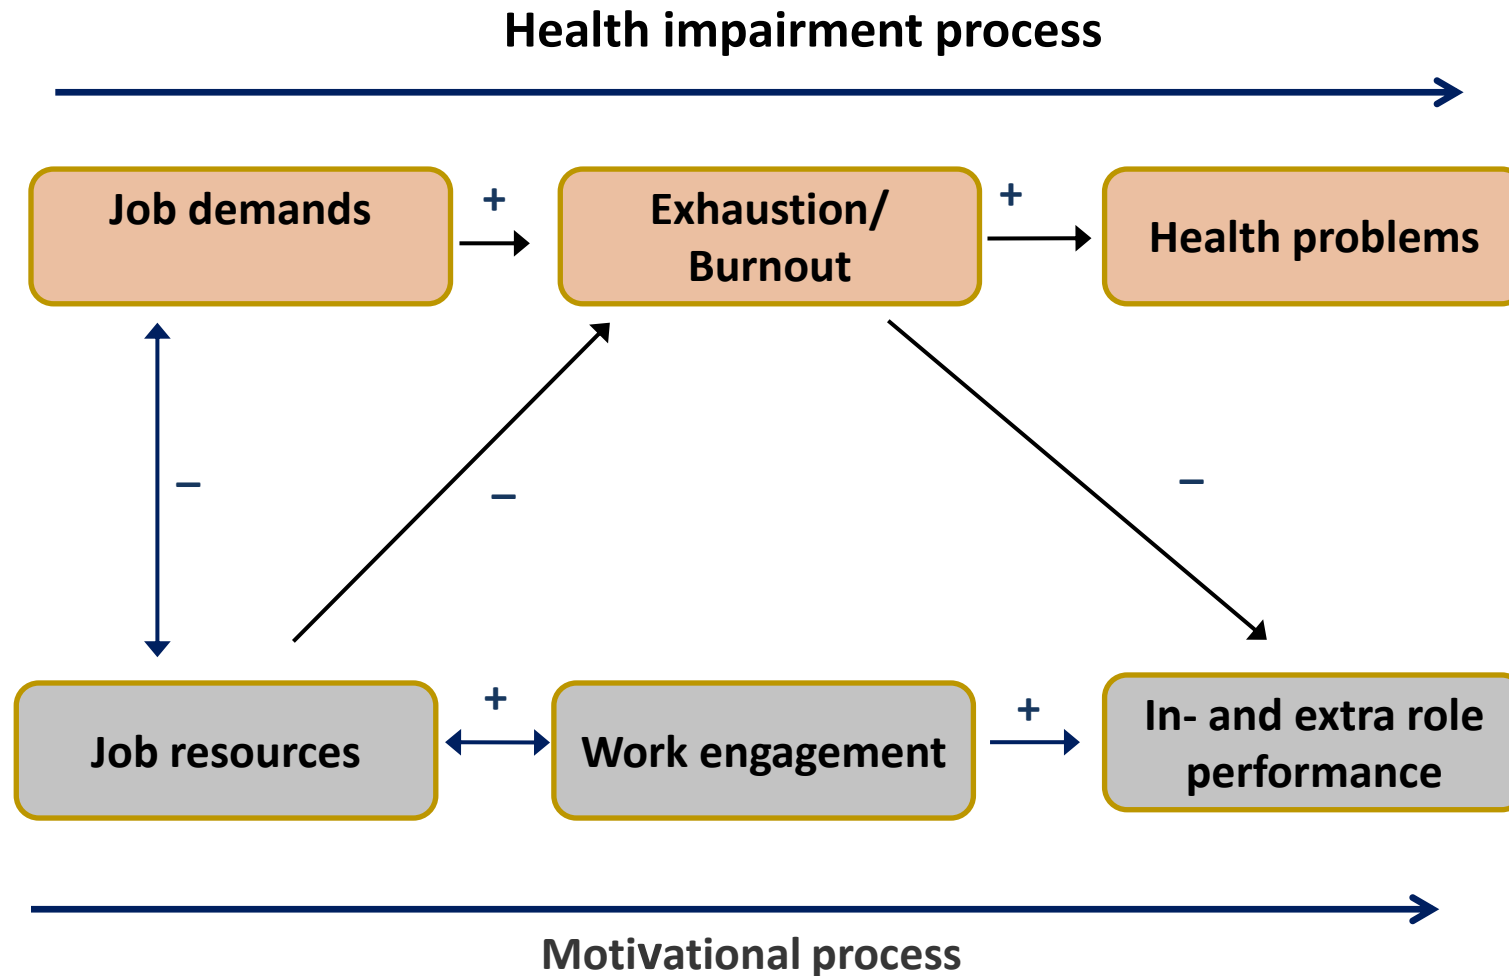 Health impairment process
Job demands
+
Exhaustion/
Burnout
+
Health problems
–
–
–
Job resources
+
Work engagement
+
In- and extra role
performance
Motivational process